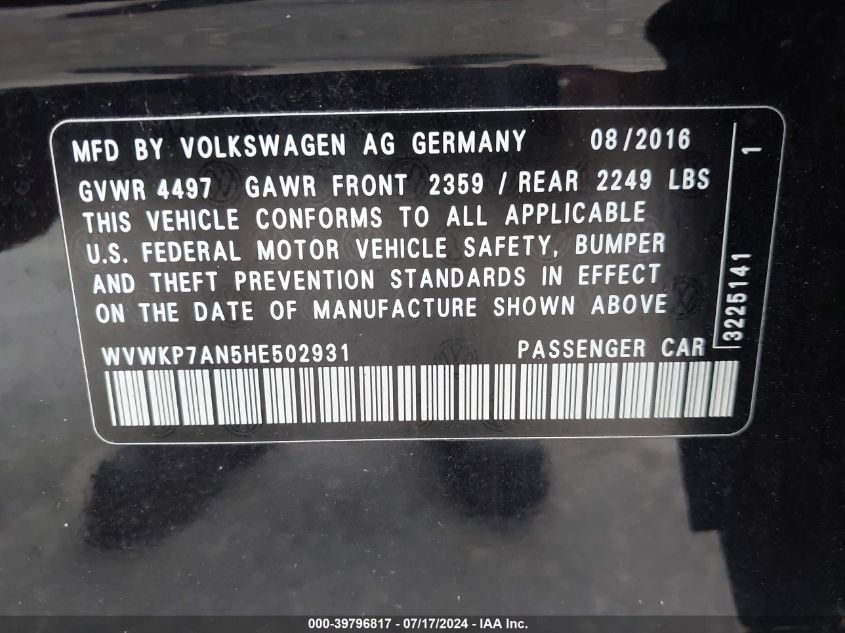 MFD BY VOLKSWAGEN AG GERMANY 08/2016
GVWR 4497 GAWR FRONT 2359 / REAR 2249 LBS
THIS VEHICLE CONFORMS TO ALL APPLICABLE
U.S. FEDERAL MOTOR VEHICLE SAFETY, BUMPER
AND THEFT PREVENTION STANDARDS IN EFFECT
ON THE DATE OF MANUFACTURE SHOWN ABOVE
WVWKP7AN5HE502931 PASSENGER CAR
3225141 1
000-39796817 - 07/17/2024 - IAA Inc.